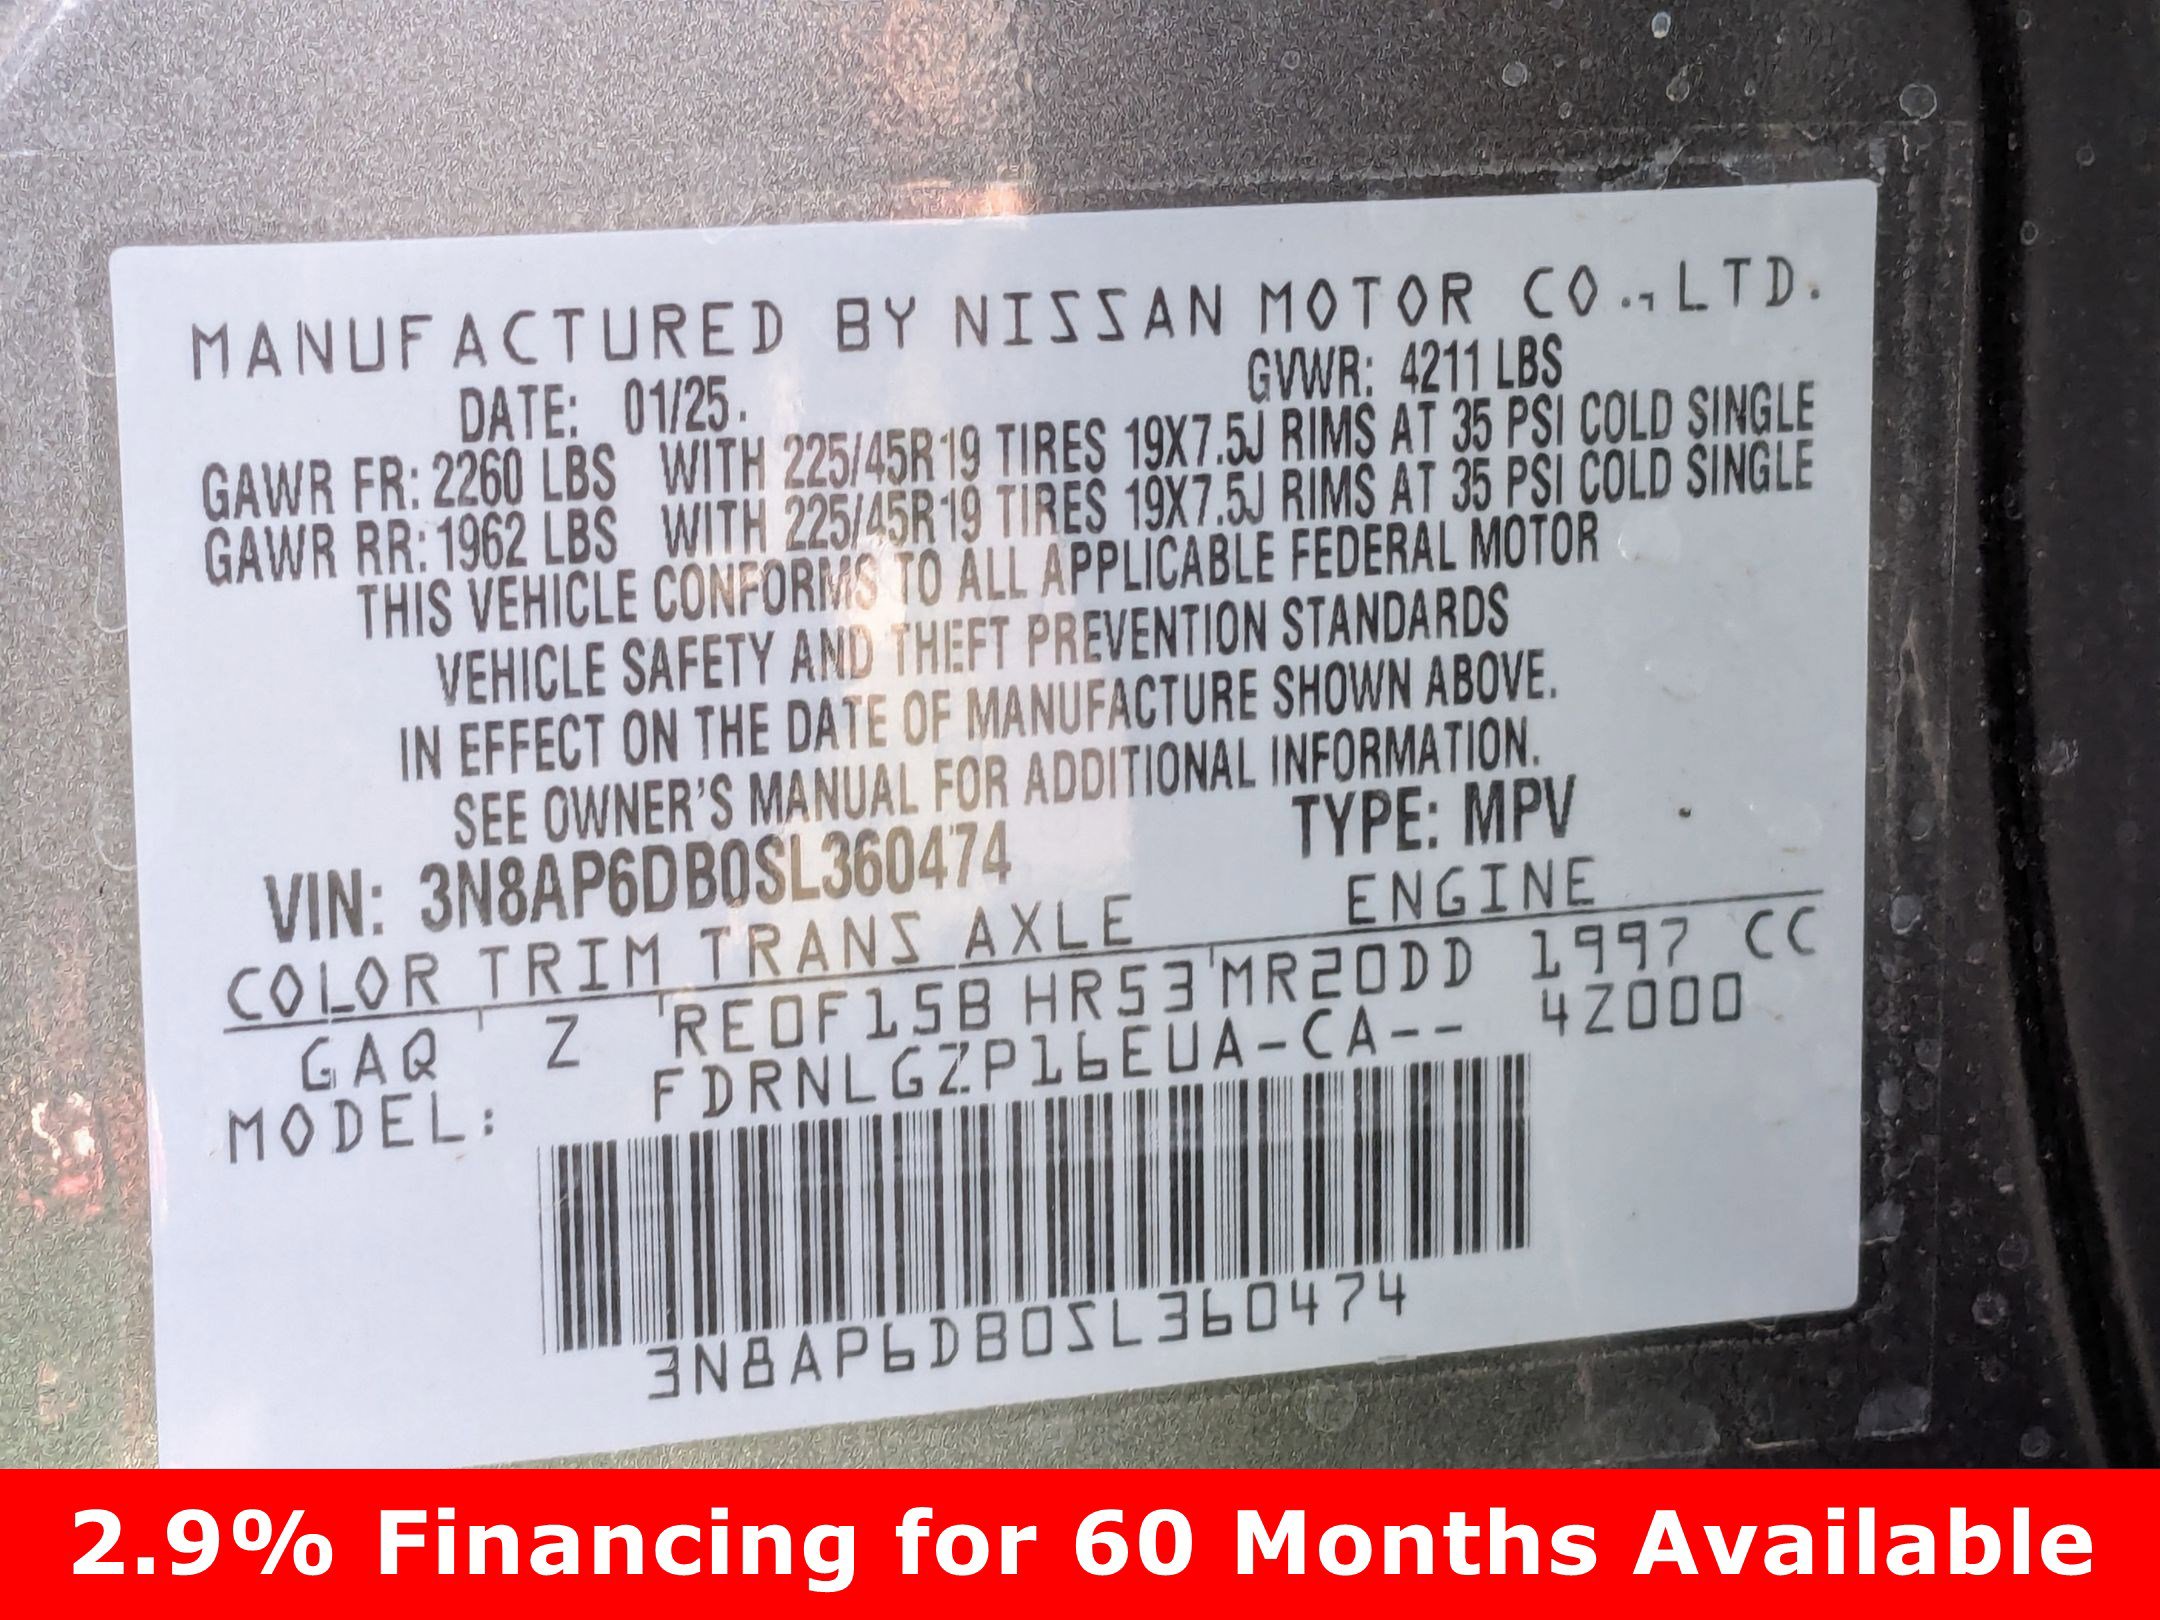 MANUFACTURED BY NISSAN MOTOR CO.,LTD.
DATE: 01/25. GVWR: 4211 LBS
GAWR FR: 2260 LBS WITH 225/45R19 TIRES 19X7.5J RIMS AT 35 PSI COLD SINGLE
GAWR RR: 1962 LBS WITH 225/45R19 TIRES 19X7.5J RIMS AT 35 PSI COLD SINGLE
THIS VEHICLE CONFORMS TO ALL APPLICABLE FEDERAL MOTOR
VEHICLE SAFETY AND THEFT PREVENTION STANDARDS
IN EFFECT ON THE DATE OF MANUFACTURE SHOWN ABOVE.
SEE OWNER'S MANUAL FOR ADDITIONAL INFORMATION.
VIN: 3N8AP6DB0SL360474 TYPE: MPV
COLOR TRIM TRANS AXLE ENGINE
GAQ Z RE0F15B HR53 MR20DD 1997 CC
MODEL: FDRNLGZP16EUA-CA-- 4Z000
3N8AP6DB0SL360474
2.9% Financing for 60 Months Available